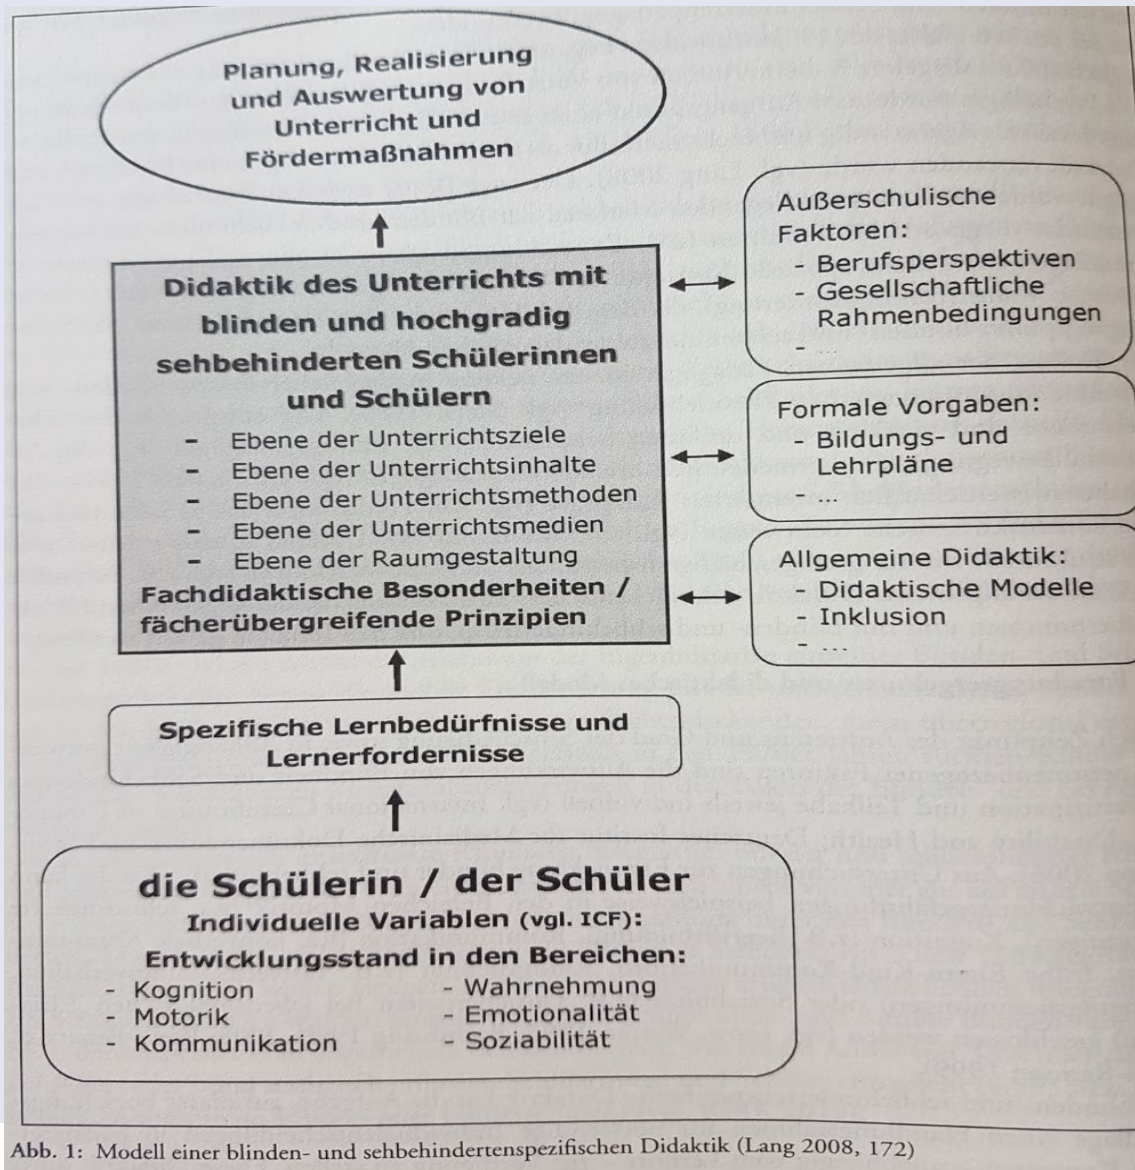 Planung, Realisierung
und Auswertung von
Unterricht und
Fördermaßnahmen
Didaktik des Unterrichts mit
blinden und hochgradig
sehbehinderten Schülerinnen
und Schülern
- Ebene der Unterrichtsziele
- Ebene der Unterrichtsinhalte
- Ebene der Unterrichtsmethoden
- Ebene der Unterrichtsmedien
- Ebene der Raumgestaltung
Fachdidaktische Besonderheiten /
fächerübergreifende Prinzipien
Außerschulische
Faktoren:
- Berufsperspektiven
- Gesellschaftliche
Rahmenbedingungen
- ...
Formale Vorgaben:
- Bildungs- und
Lehrpläne
- ...
Allgemeine Didaktik:
- Didaktische Modelle
- Inklusion
- ....
Spezifische Lernbedürfnisse und
Lernerfordernisse
die Schülerin / der Schüler
Individuelle Variablen (vgl. ICF):
Entwicklungsstand in den Bereichen:
- Kognition - Wahrnehmung
- Motorik - Emotionalität
- Kommunikation - Soziabilität
Abb. 1: Modell einer blinden- und sehbehindertenspezifischen Didaktik (Lang 2008, 172)